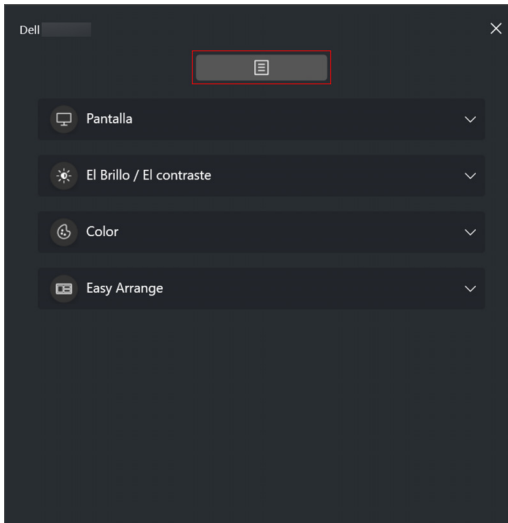 Dell
Pantalla
El Brillo / El contraste
Color
Easy Arrange